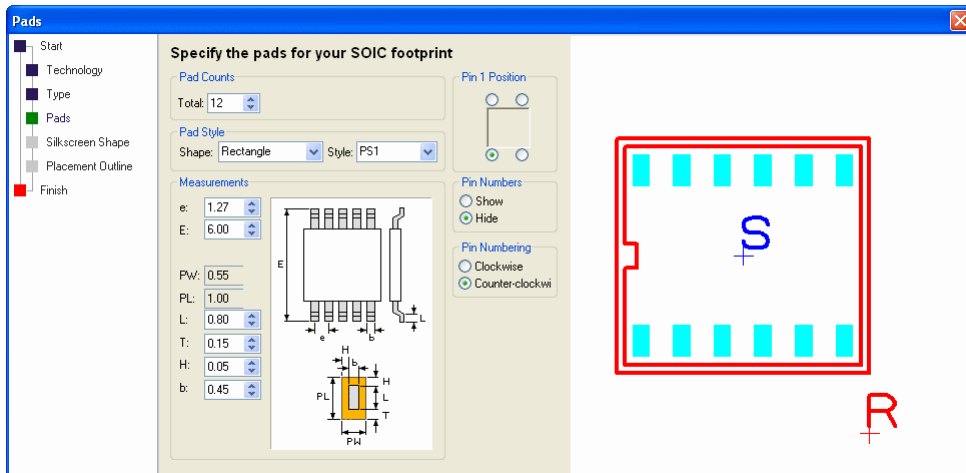 Pads
Start
Technology
Type
Pads
Silkscreen Shape
Placement Outline
Finish
Specify the pads for your SOIC footprint
Pad Counts
Total: 12
Pad Style
Shape: Rectangle Style: PS1
Measurements
e: 1.27
E: 6.00
PW: 0.55
PL: 1.00
L: 0.80
T: 0.15
H: 0.05
b: 0.45
E
L
e b
H
b
H
PL L
T
PW
Pin 1 Position
Pin Numbers
Show
Hide
Pin Numbering
Clockwise
Counter-clockwi
S
R